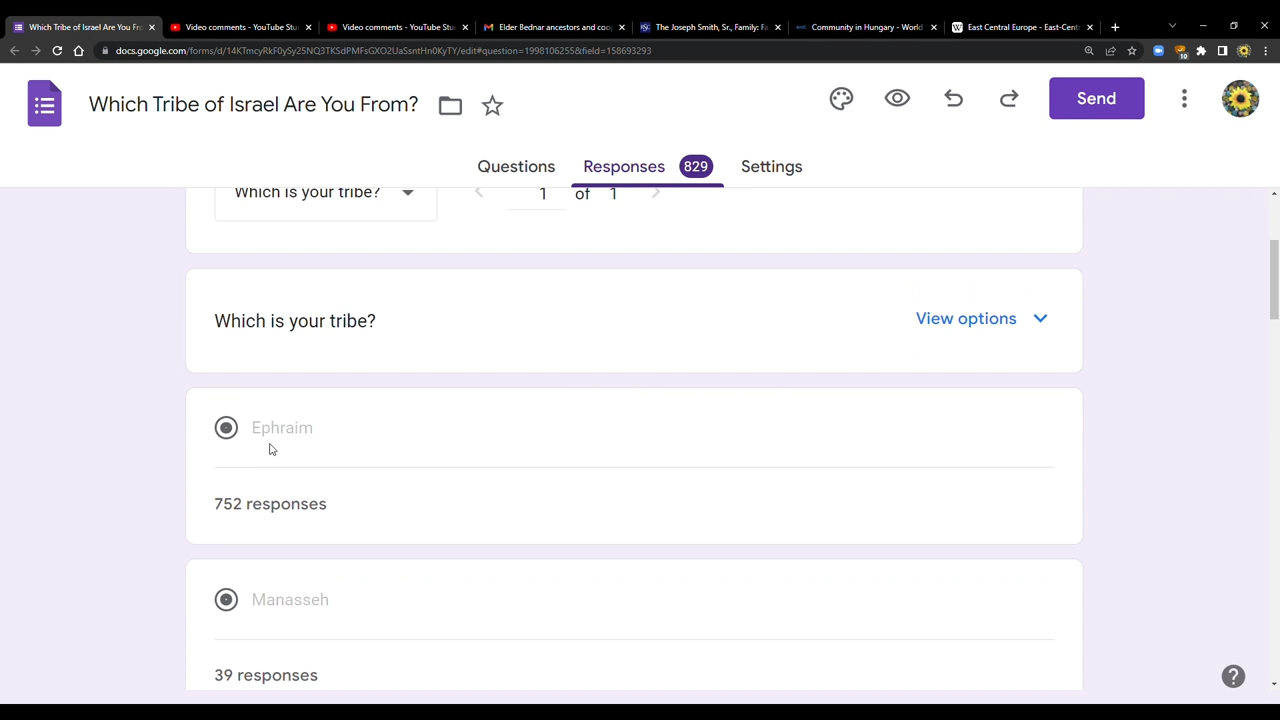 Which Tribe of Israel Are You Fr
Video comments - YouTube Stu
Video comments - YouTube Stu
Elder Bednar ancestors and coo
The Joseph Smith, Sr., Family: Fa
Community in Hungary - World
East Central Europe - East-Cent
docs.google.com/forms/d/14KTmcyRkF0ySy25NQ3TKSdPMFsGXO2UaSsntHn0KyTY/edit#question=1998106255&field=158693293
10
Which Tribe of Israel Are You From?
Send
Questions
Responses 829
Settings
Which is your tribe?
1 of 1
Which is your tribe?
View options
Ephraim
752 responses
Manasseh
39 responses